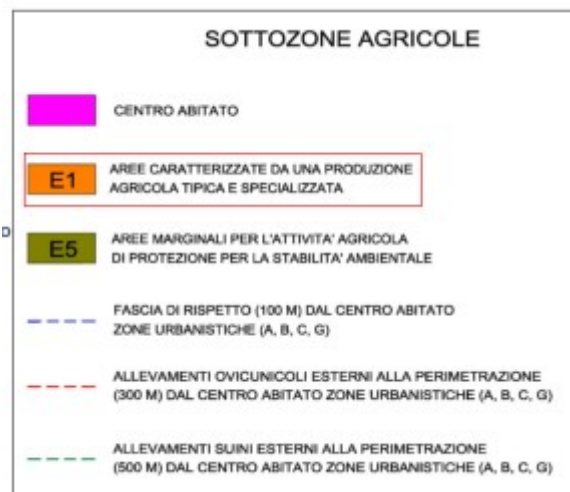 SOTTOZONE AGRICOLE
CENTRO ABITATO
E1
AREE CARATTERIZZATE DA UNA PRODUZIONE
AGRICOLA TIPICA E SPECIALIZZATA
E5
AREE MARGINALI PER L'ATTIVITA' AGRICOLA
DI PROTEZIONE PER LA STABILITA' AMBIENTALE
FASCIA DI RISPETTO (100 M) DAL CENTRO ABITATO
ZONE URBANISTICHE (A, B, C, G)
ALLEVAMENTI OVICUNICOLI ESTERNI ALLA PERIMETRAZIONE
(300 M) DAL CENTRO ABITATO ZONE URBANISTICHE (A, B, C, G)
ALLEVAMENTI SUINI ESTERNI ALLA PERIMETRAZIONE
(500 M) DAL CENTRO ABITATO ZONE URBANISTICHE (A, B, C, G)